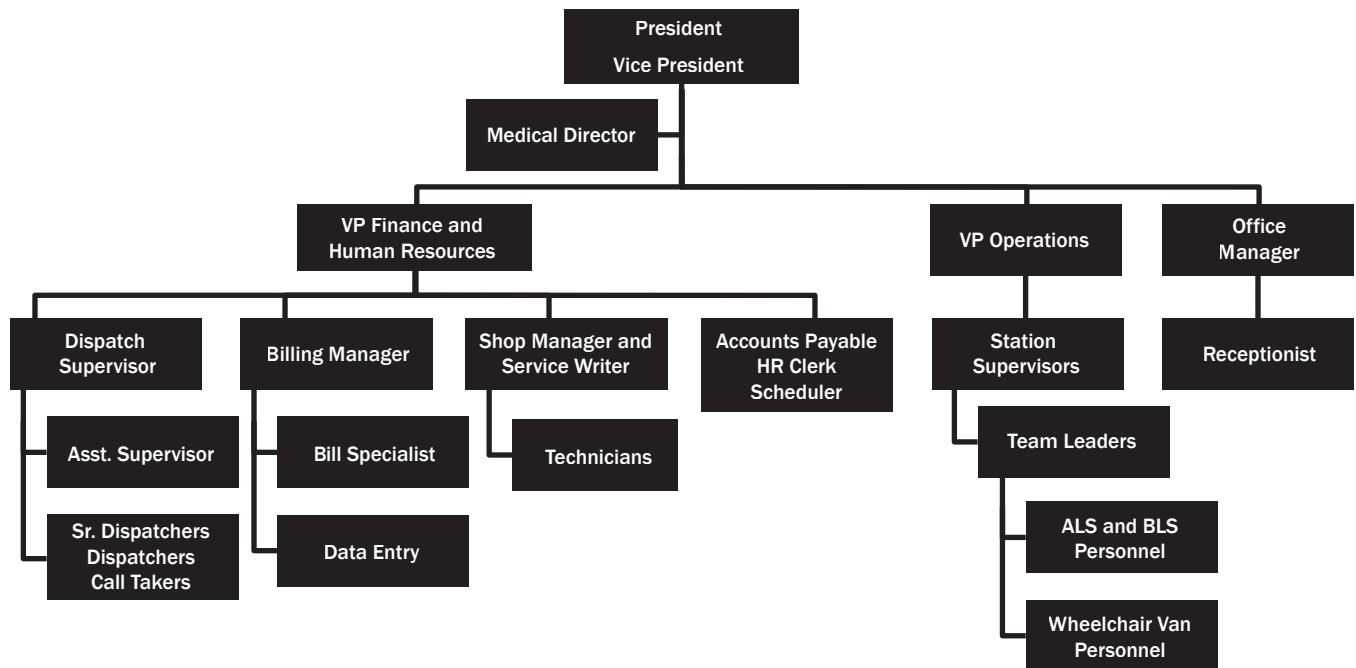 President
Vice President
Medical Director
VP Finance and
Human Resources
VP Operations
Office
Manager
Dispatch
Supervisor
Billing Manager
Shop Manager and
Service Writer
Accounts Payable
HR Clerk
Scheduler
Station
Supervisors
Receptionist
Asst. Supervisor
Bill Specialist
Technicians
Team Leaders
Sr. Dispatchers
Dispatchers
Call Takers
Data Entry
ALS and BLS
Personnel
Wheelchair Van
Personnel